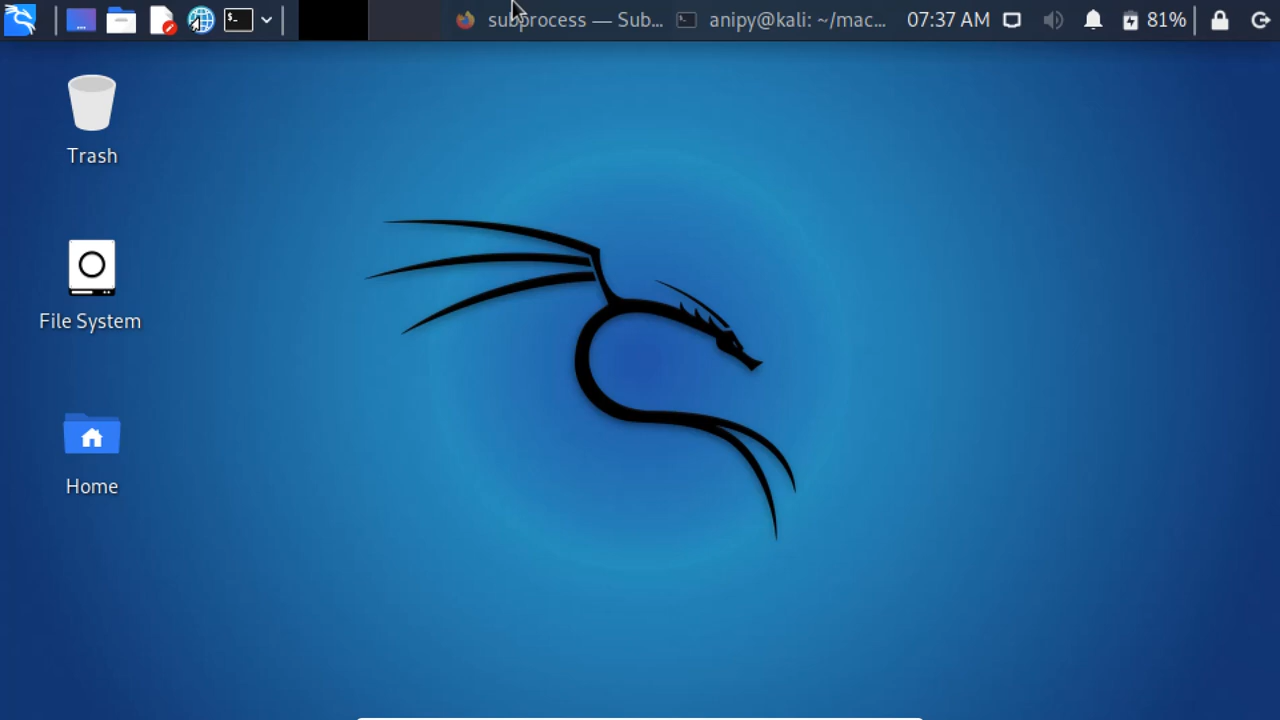 subprocess — Sub... anipy@kali: ~/mac... 07:37 AM 81%
Trash
File System
Home